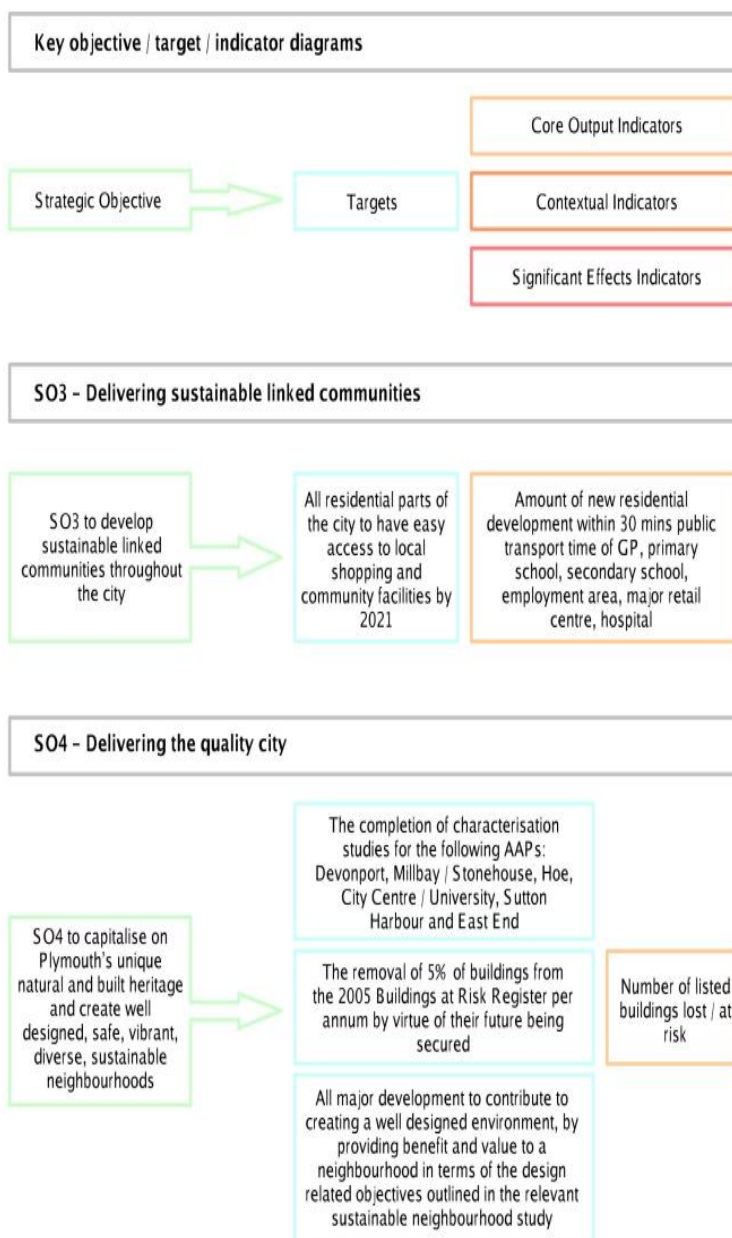 Key objective / target / indicator diagrams
Core Output Indicators
Strategic Objective
Targets
Contextual Indicators
Significant Effects Indicators
SO3 – Delivering sustainable linked communities
SO3 to develop
sustainable linked
communities throughout
the city
All residential parts of
the city to have easy
access to local
shopping and
community facilities by
2021
Amount of new residential
development within 30 mins public
transport time of GP, primary
school, secondary school,
employment area, major retail
centre, hospital
SO4 – Delivering the quality city
SO4 to capitalise on
Plymouth's unique
natural and built heritage
and create well
designed, safe, vibrant,
diverse, sustainable
neighbourhoods
The completion of characterisation
studies for the following AAPs:
Devonport, Millbay / Stonehouse, Hoe,
City Centre / University, Sutton
Harbour and East End
The removal of 5% of buildings from
the 2005 Buildings at Risk Register per
annum by virtue of their future being
secured
Number of listed
buildings lost / at
risk
All major development to contribute to
creating a well designed environment, by
providing benefit and value to a
neighbourhood in terms of the design
related objectives outlined in the relevant
sustainable neighbourhood study